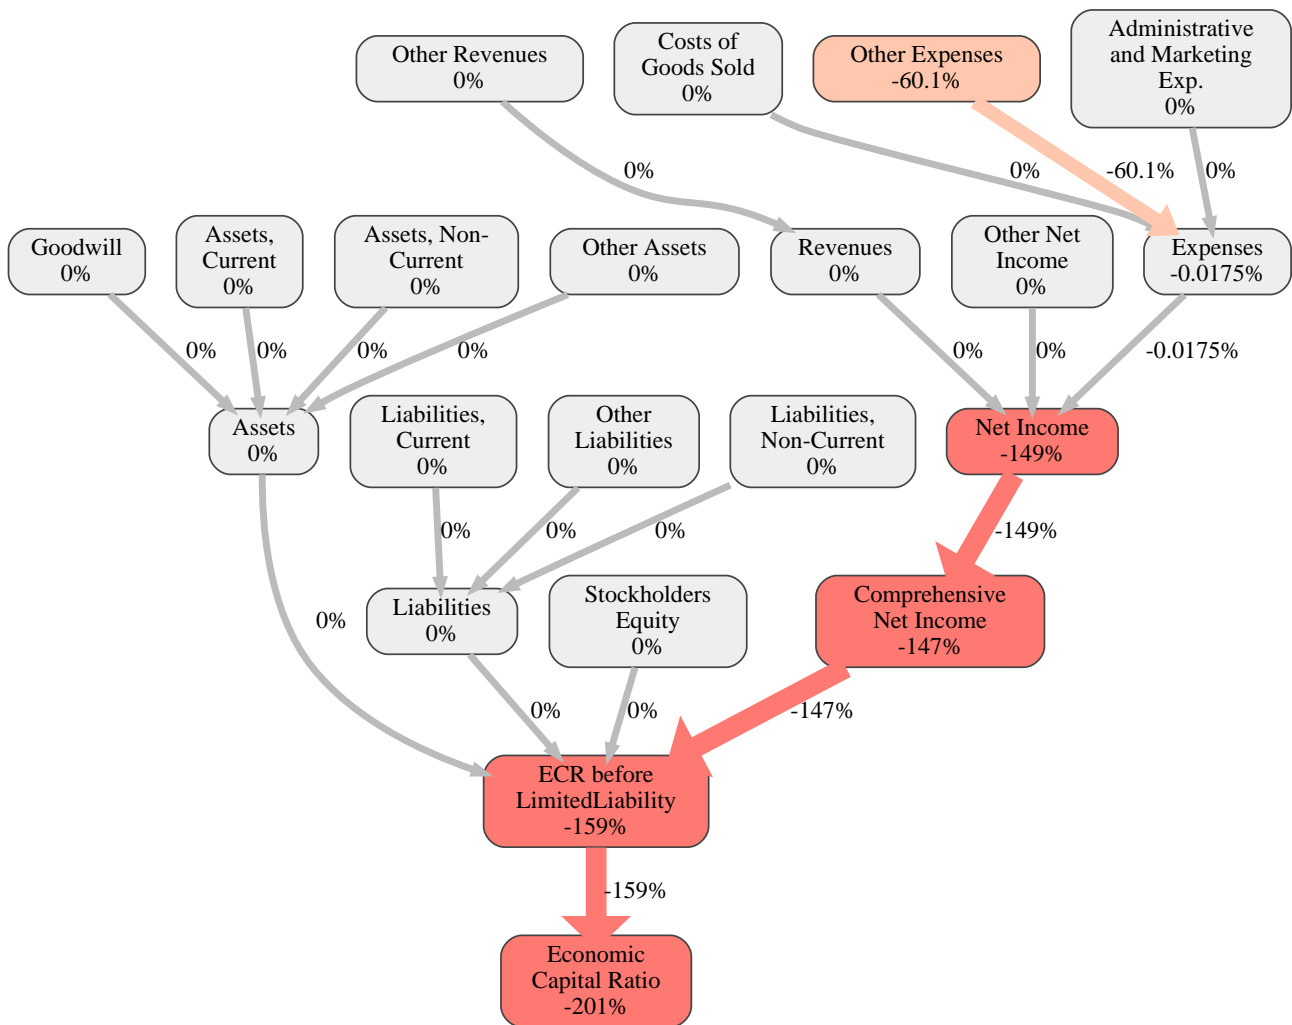 Other Revenues
0%
Costs of
Goods Sold
0%
Other Expenses
-60.1%
Administrative
and Marketing
Exp.
0%
0%
0%
-60.1%
0%
Goodwill
0%
Assets,
Current
0%
Assets, Non-
Current
0%
Other Assets
0%
Revenues
0%
Other Net
Income
0%
Expenses
-0.0175%
0%
0%
0%
0%
0%
0%
-0.0175%
Assets
0%
Liabilities,
Current
0%
Other
Liabilities
0%
Liabilities,
Non-Current
0%
Net Income
-149%
0%
0%
0%
-149%
0%
Liabilities
0%
Stockholders
Equity
0%
Comprehensive
Net Income
-147%
0%
0%
-147%
ECR before
LimitedLiability
-159%
-159%
Economic
Capital Ratio
-201%